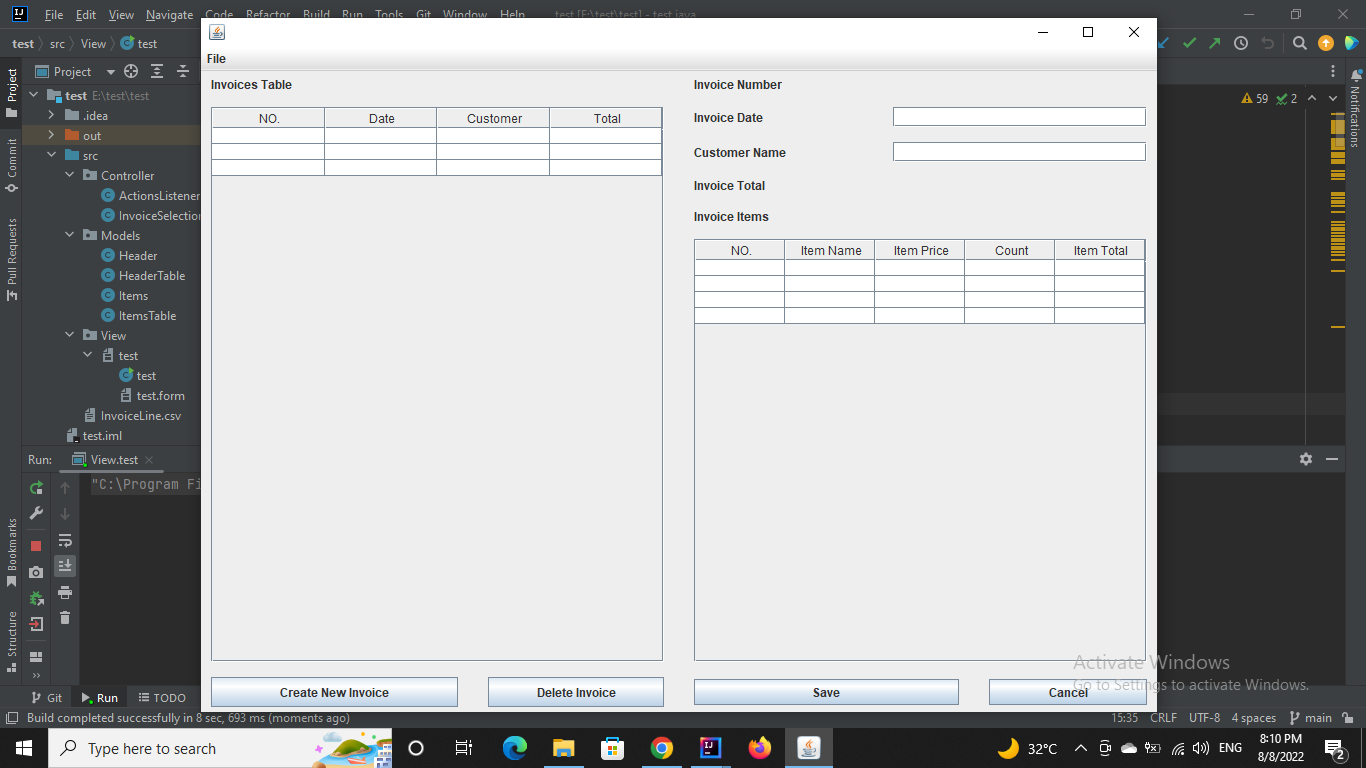 File Edit View Navigate Code Refactor Build Run Tools Git Window Help test [E:\test\test] - test.java
test src View test
File
Project
Project
test E:\test\test
.idea
out
src
Controller
ActionsListener
InvoiceSelection
Models
Header
HeaderTable
Items
ItemsTable
View
test
test
test.form
InvoiceLine.csv
test.iml
Commit
Pull Requests
Bookmarks
Structure
Invoices Table
NO. Date Customer Total
Create New Invoice Delete Invoice
Invoice Number
Invoice Date
Customer Name
Invoice Total
Invoice Items
NO. Item Name Item Price Count Item Total
Save Cancel
59 2
Notifications
Run: View.test
"C:\Program Fi
Activate Windows
Go to Settings to activate Windows.
Git Run TODO
Build completed successfully in 8 sec, 693 ms (moments ago)
15:35 CRLF UTF-8 4 spaces main
Type here to search
32°C ENG 8:10 PM
8/8/2022
2